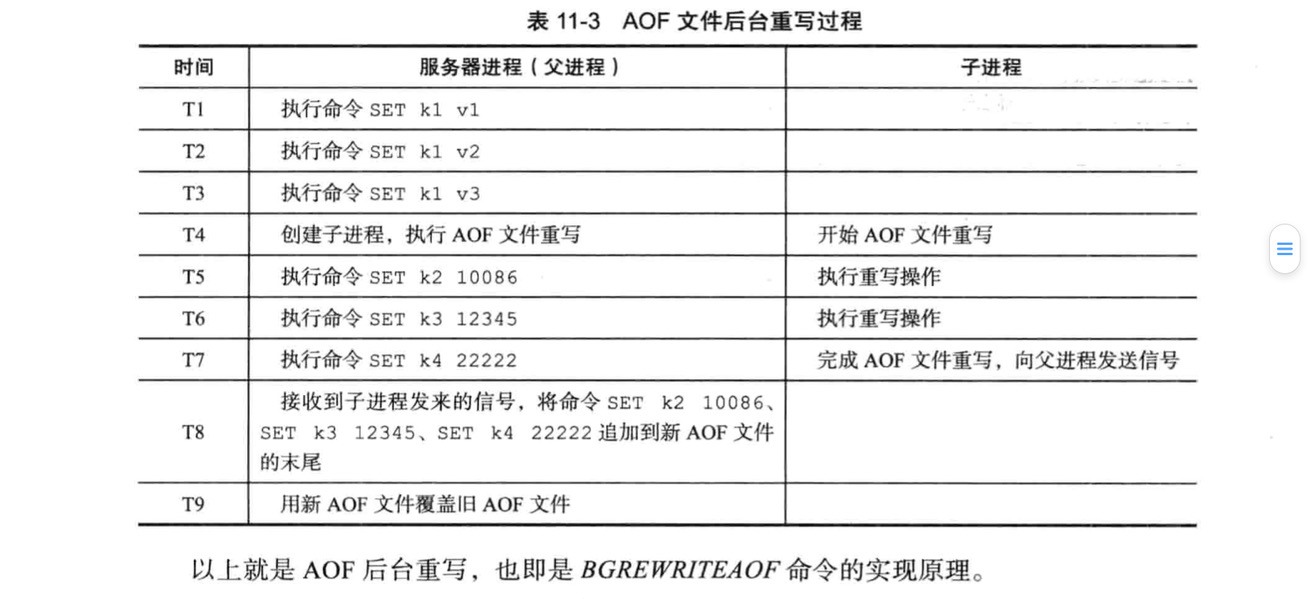 表 11-3 AOF 文件后台重写过程
时间 服务器进程（父进程） 子进程
T1 执行命令 SET k1 v1
T2 执行命令 SET k1 v2
T3 执行命令 SET k1 v3
T4 创建子进程，执行 AOF 文件重写 开始 AOF 文件重写
T5 执行命令 SET k2 10086 执行重写操作
T6 执行命令 SET k3 12345 执行重写操作
T7 执行命令 SET k4 22222 完成 AOF 文件重写，向父进程发送信号
T8 接收到子进程发来的信号，将命令 SET k2 10086、
SET k3 12345、SET k4 22222 追加到新 AOF 文件
的末尾
T9 用新 AOF 文件覆盖旧 AOF 文件
以上就是 AOF 后台重写，也即是 BGREWRITEAOF 命令的实现原理。